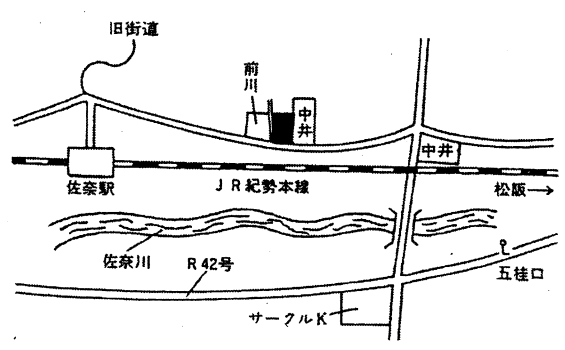 旧街道
前川
中井
中井
佐奈駅
JR紀勢本線
松阪→
佐奈川
R42号
五桂口
サークルK